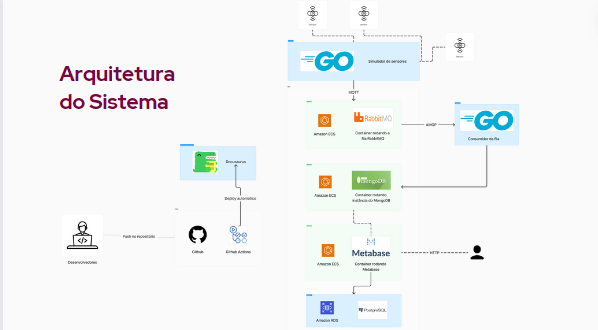 Arquitetura
do Sistema
GO
Simulador de sensores
MQTT
Amazon ECS
RabbitMQ
Container rodando a
fila RabbitMQ
AMQP
GO
Consumidor da fila
Amazon ECS
mongoDB
Container rodando
instância do MongoDB
Amazon ECS
Metabase
Container rodando
Metabase
HTTP
Amazon RDS
PostgreSQL
Docusaurus
Deploy automático
Push no repositório
Desenvolvedores
Github
Github Actions